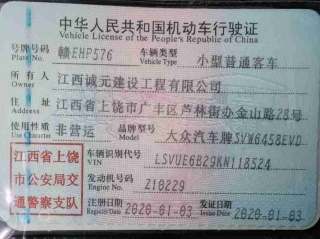 中华人民共和国机动车行驶证
Vehicle License of the People's Republic of China
号牌号码 赣EHP576 车辆类型 小型普通客车
Plate No. Vehicle Type
所有人 江西诚元建设工程有限公司
Owner
住址 江西省上饶市广丰区芦林街办金山路28号
Address
使用性质 非营运 品牌型号 大众汽车牌SVW6458EVD
Use Character Model
江西省上饶市公安局交通警察支队
车辆识别代号 LSVUE6B29KN118524
VIN
发动机号码 Z10229
Engine No.
注册日期 2020-01-03 发证日期 2020-01-03
Register Date Issue Date